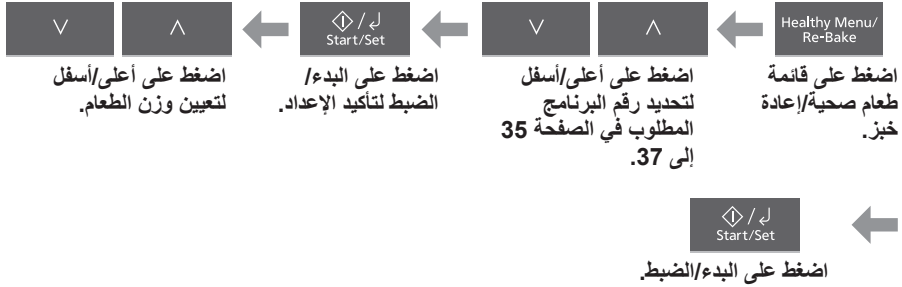 Healthy Menu/
Re-Bake
اضغط على قائمة
طعام صحية/إعادة
خبز.
اضغط على أعلى/أسفل
لتحديد رقم البرنامج
المطلوب في الصفحة 35
إلى 37.
Start/Set
اضغط على البدء/
الضبط لتأكيد الإعداد.
اضغط على أعلى/أسفل
لتعيين وزن الطعام.
Start/Set
اضغط على البدء/الضبط.